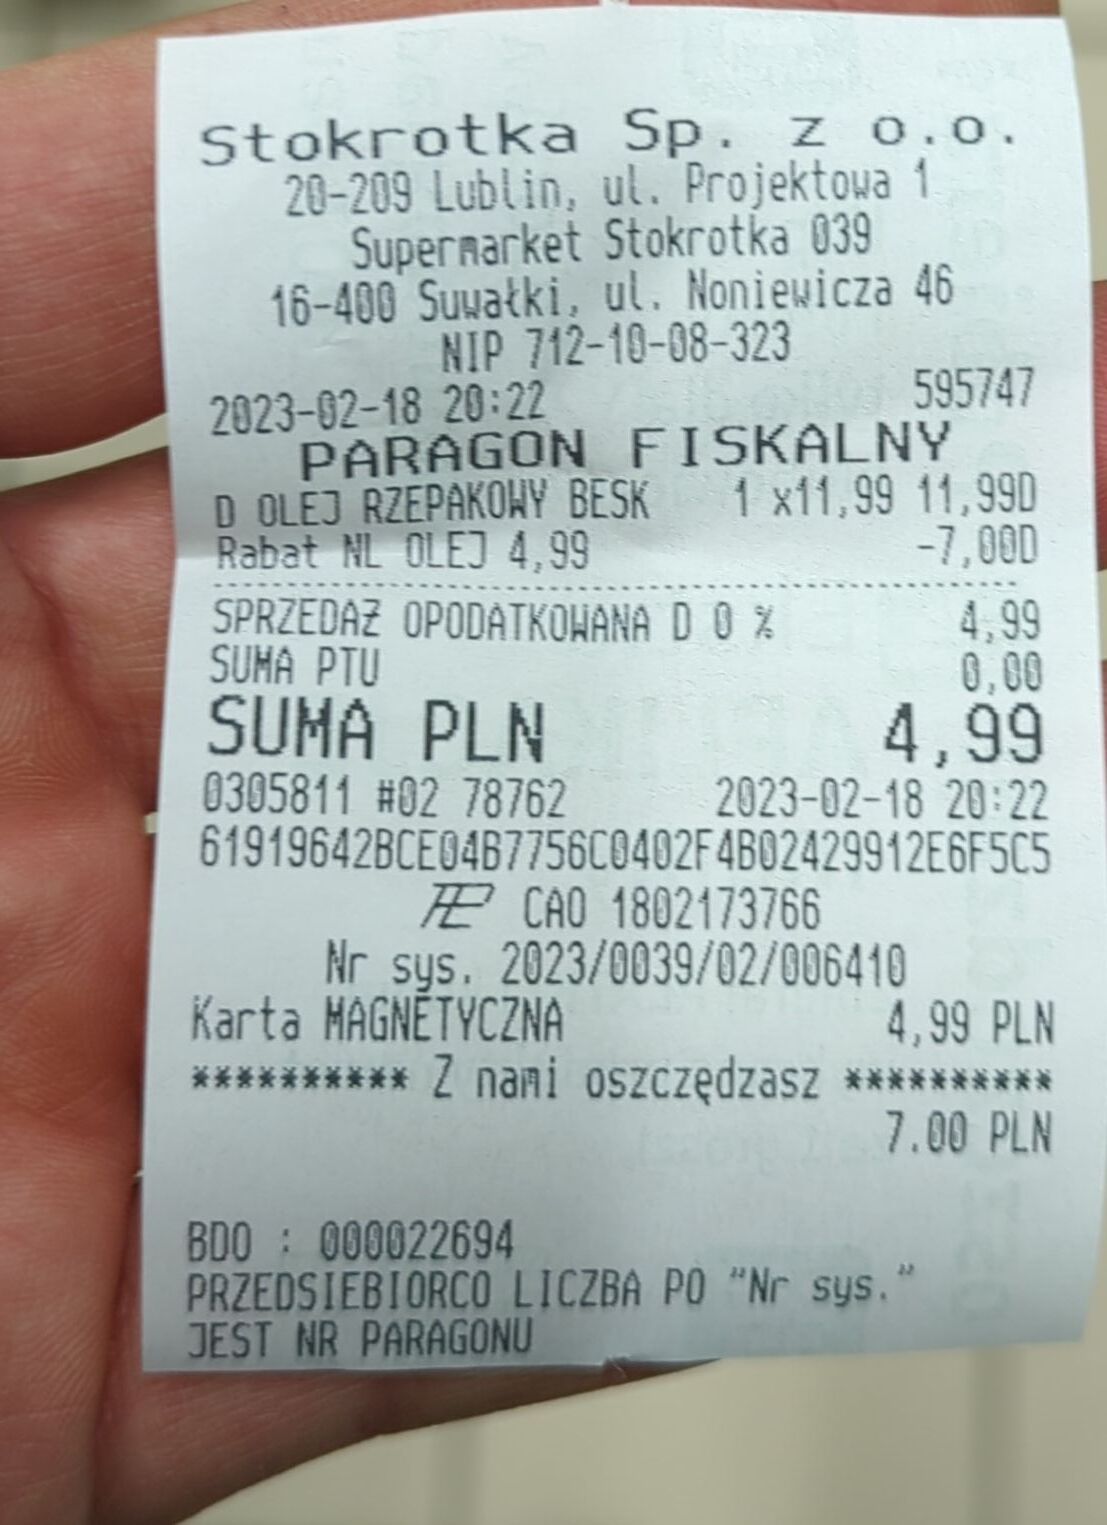 Stokrotka Sp. z o.o.
20-209 Lublin, ul. Projektowa 1
Supermarket Stokrotka 039
16-400 Suwałki, ul. Noniewicza 46
NIP 712-10-08-323
2023-02-18 20:22 595747
PARAGON FISKALNY
D OLEJ RZEPAKOWY BESK 1 x11,99 11,99D
Rabat NL OLEJ 4,99 -7,00D
SPRZEDAŻ OPODATKOWANA D 0 % 4,99
SUMA PTU 0,00
SUMA PLN 4,99
0305811 #02 78762 2023-02-18 20:22
61919642BCE04B7756C0402F4B02429912E6F5C5
CAO 1802173766
Nr sys. 2023/0039/02/006410
Karta MAGNETYCZNA 4,99 PLN
********** Z nami oszczędzasz **********
7.00 PLN
BDO : 000022694
PRZEDSIEBIORCO LICZBA PO "Nr sys."
JEST NR PARAGONU